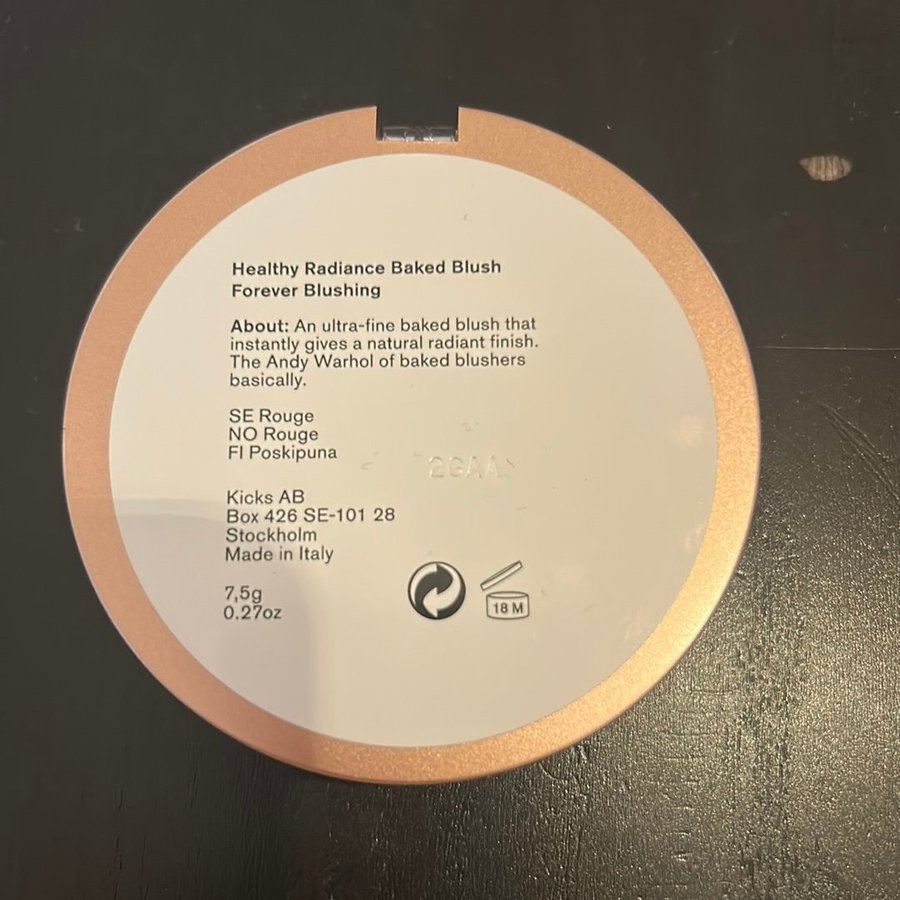 Healthy Radiance Baked Blush
Forever Blushing
About: An ultra-fine baked blush that
instantly gives a natural radiant finish.
The Andy Warhol of baked blushers
basically.
SE Rouge
NO Rouge
FI Poskipuna
Kicks AB
Box 426 SE-101 28
Stockholm
Made in Italy
7,5g
0.27oz
18 M